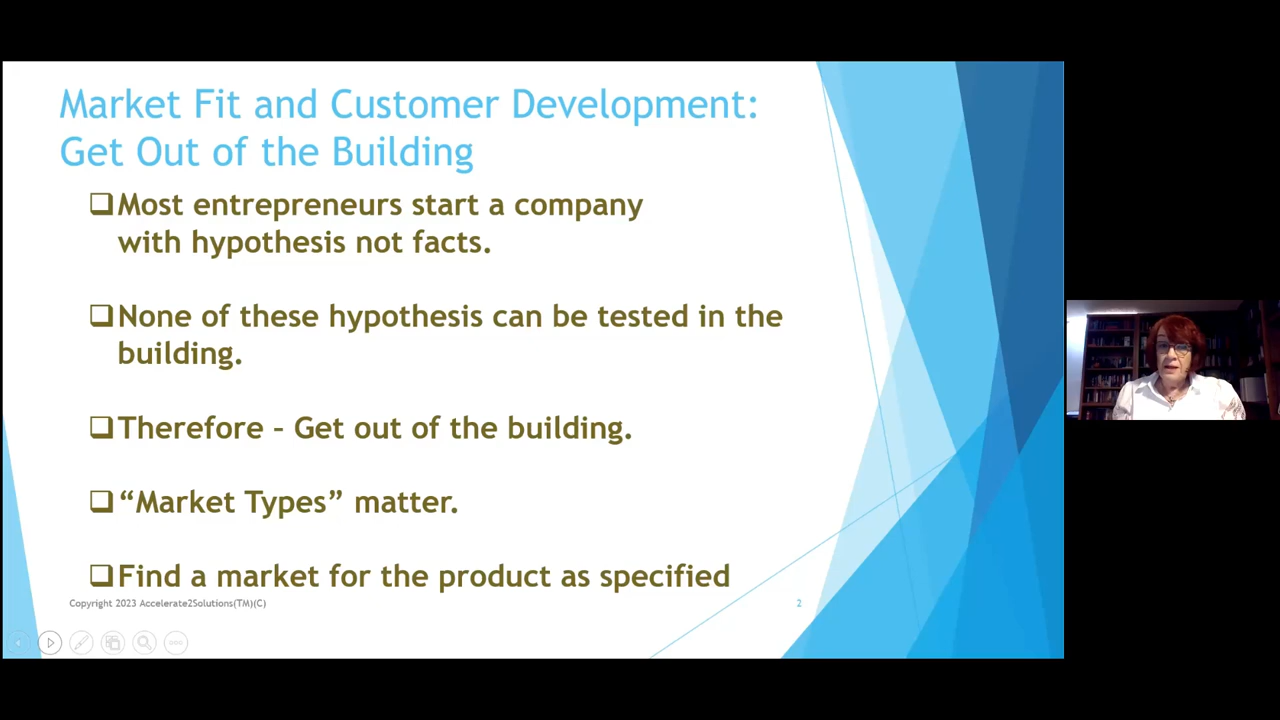 Market Fit and Customer Development:
Get Out of the Building
❑Most entrepreneurs start a company
with hypothesis not facts.
❑None of these hypothesis can be tested in the
building.
❑Therefore – Get out of the building.
❑“Market Types” matter.
❑Find a market for the product as specified
Copyright 2023 Accelerate2Solutions(TM)(C)
2